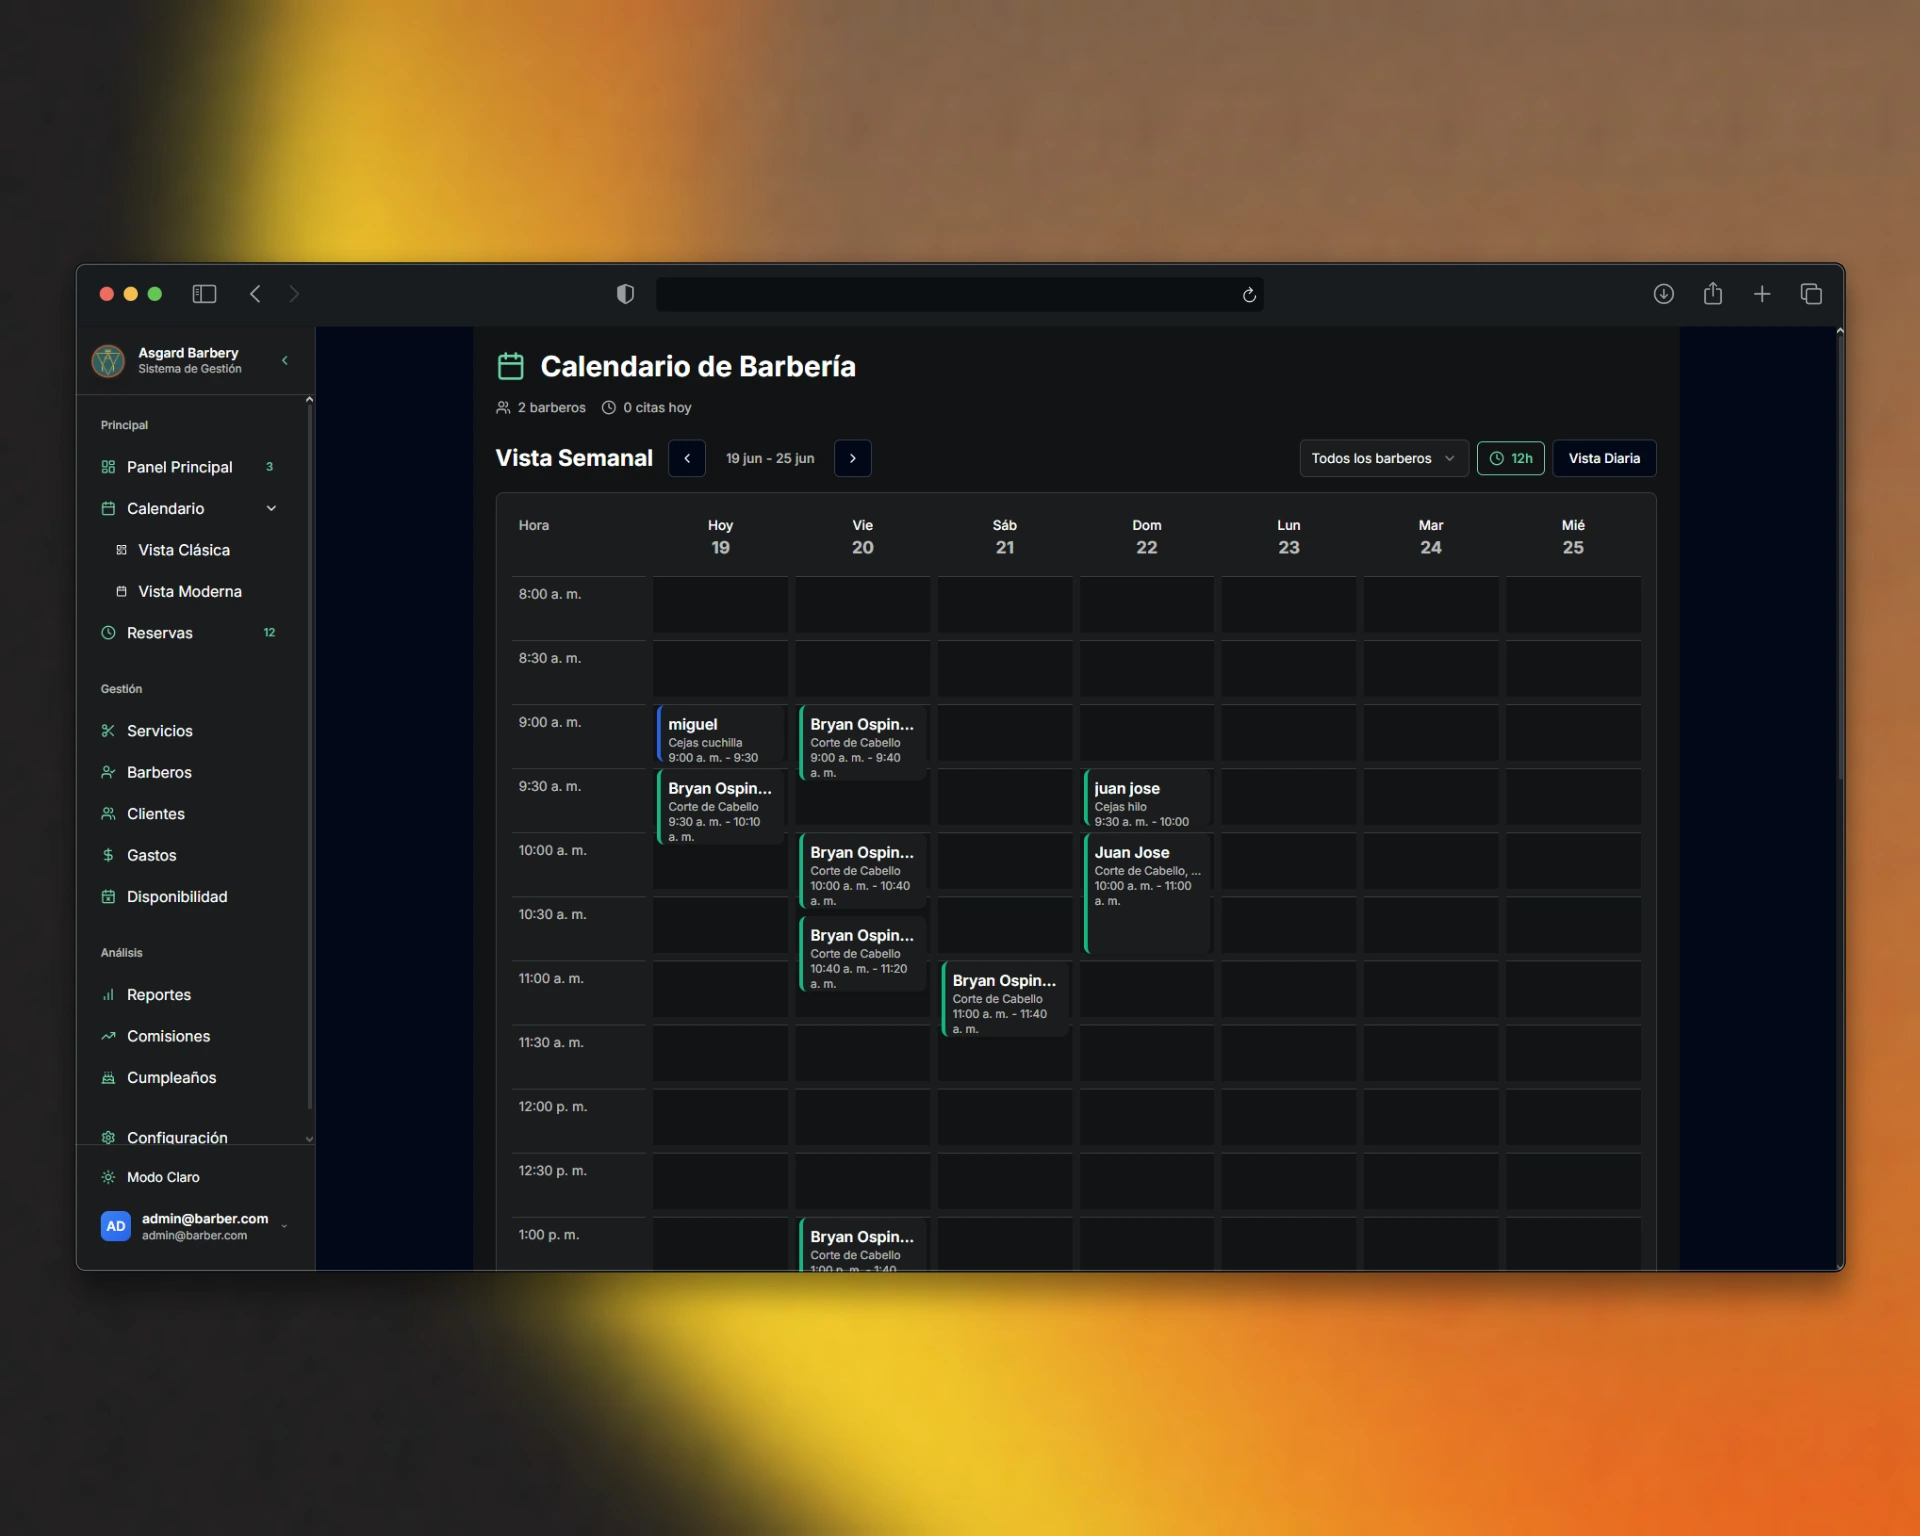 Asgard Barbery
Sistema de Gestión
Principal
Panel Principal 3
Calendario
Vista Clásica
Vista Moderna
Reservas 12
Gestión
Servicios
Barberos
Clientes
Gastos
Disponibilidad
Análisis
Reportes
Comisiones
Cumpleaños
Configuración
Modo Claro
AD
admin@barber.com
admin@barber.com
Calendario de Barbería
2 barberos 0 citas hoy
Vista Semanal 19 jun - 25 jun Todos los barberos 12h Vista Diaria
Hora Hoy Vie Sáb Dom Lun Mar Mié
19 20 21 22 23 24 25
8:00 a. m.
8:30 a. m.
9:00 a. m.
miguel
Cejas cuchilla
9:00 a. m. - 9:30
Bryan Ospin...
Corte de Cabello
9:00 a. m. - 9:40
a. m.
9:30 a. m.
Bryan Ospin...
Corte de Cabello
9:30 a. m. - 10:10
a. m.
juan jose
Cejas hilo
9:30 a. m. - 10:00
10:00 a. m.
Bryan Ospin...
Corte de Cabello
10:00 a. m. - 10:40
a. m.
Juan Jose
Corte de Cabello, ...
10:00 a. m. - 11:00
a. m.
10:30 a. m.
Bryan Ospin...
Corte de Cabello
10:40 a. m. - 11:20
a. m.
11:00 a. m.
Bryan Ospin...
Corte de Cabello
11:00 a. m. - 11:40
a. m.
11:30 a. m.
12:00 p. m.
12:30 p. m.
1:00 p. m.
Bryan Ospin...
Corte de Cabello
1:00 p. m. - 1:40